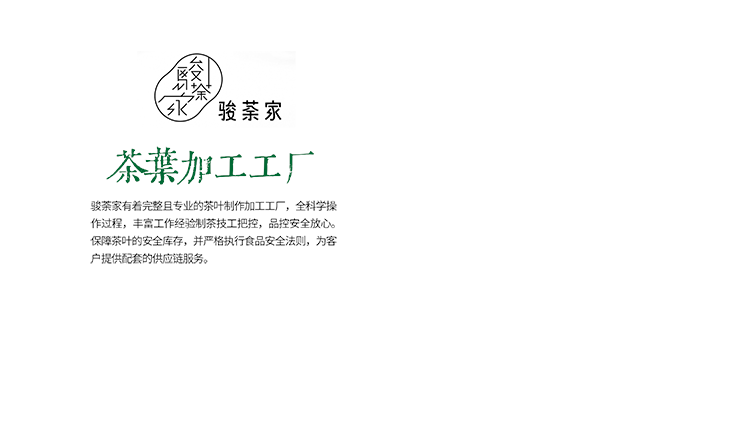 骏茶家
骏茶家
茶葉加工工厂
骏茶家有着完整且专业的茶叶制作加工工厂，全科学操
作过程，丰富工作经验制茶技工把控，品控安全放心。
保障茶叶的安全库存，并严格执行食品安全法则，为客
户提供配套的供应链服务。